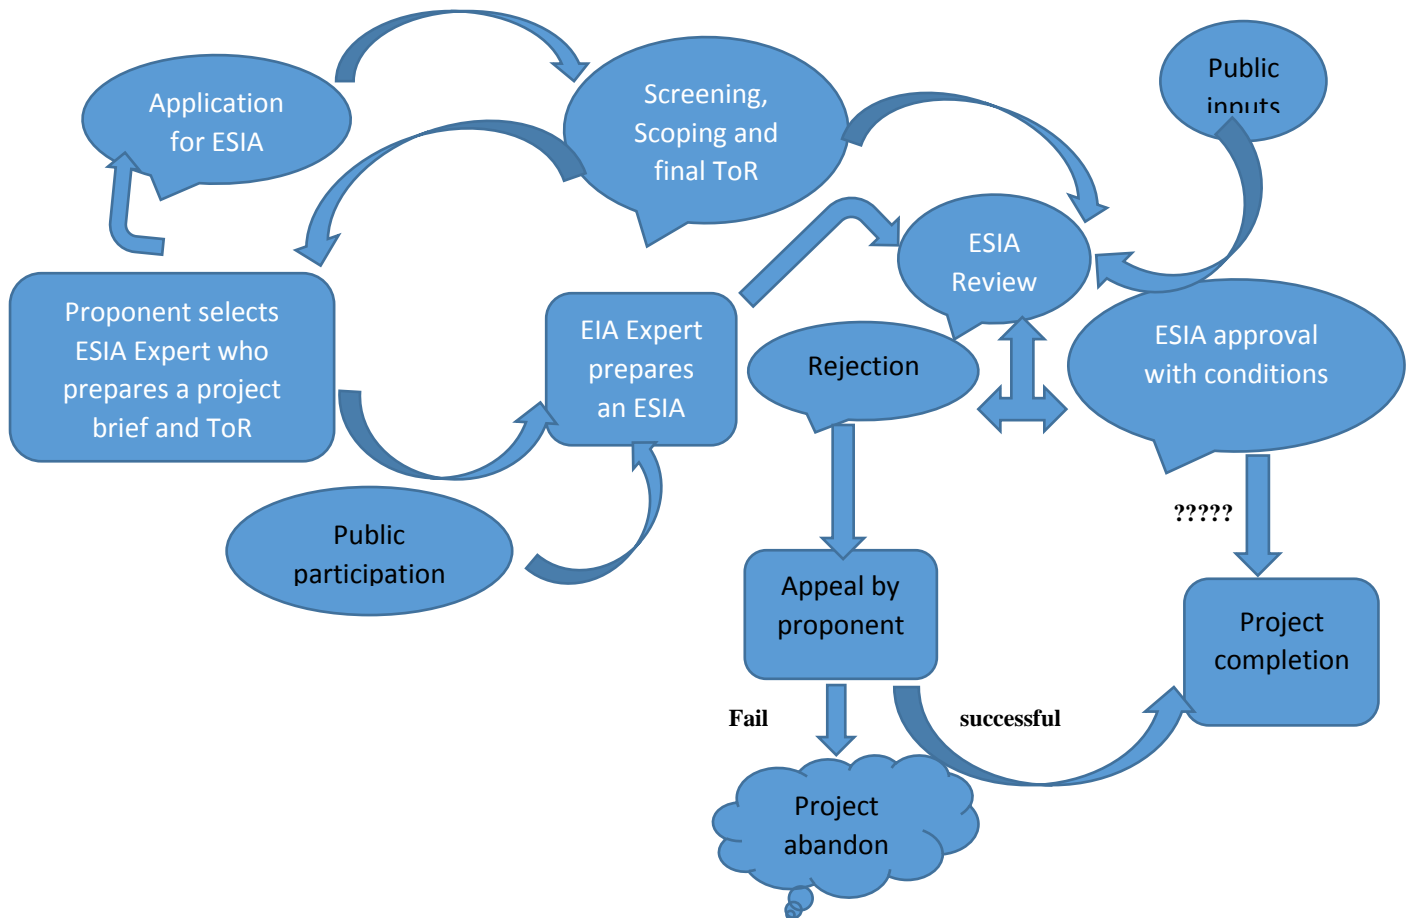 Application
for ESIA
Screening,
Scoping and
final ToR
Public
inputs
ESIA
Review
Proponent selects
ESIA Expert who
prepares a project
brief and ToR
EIA Expert
prepares
an ESIA
Rejection
ESIA approval
with conditions
Public
participation
?????
Appeal by
proponent
Project
completion
Fail
successful
Project
abandon